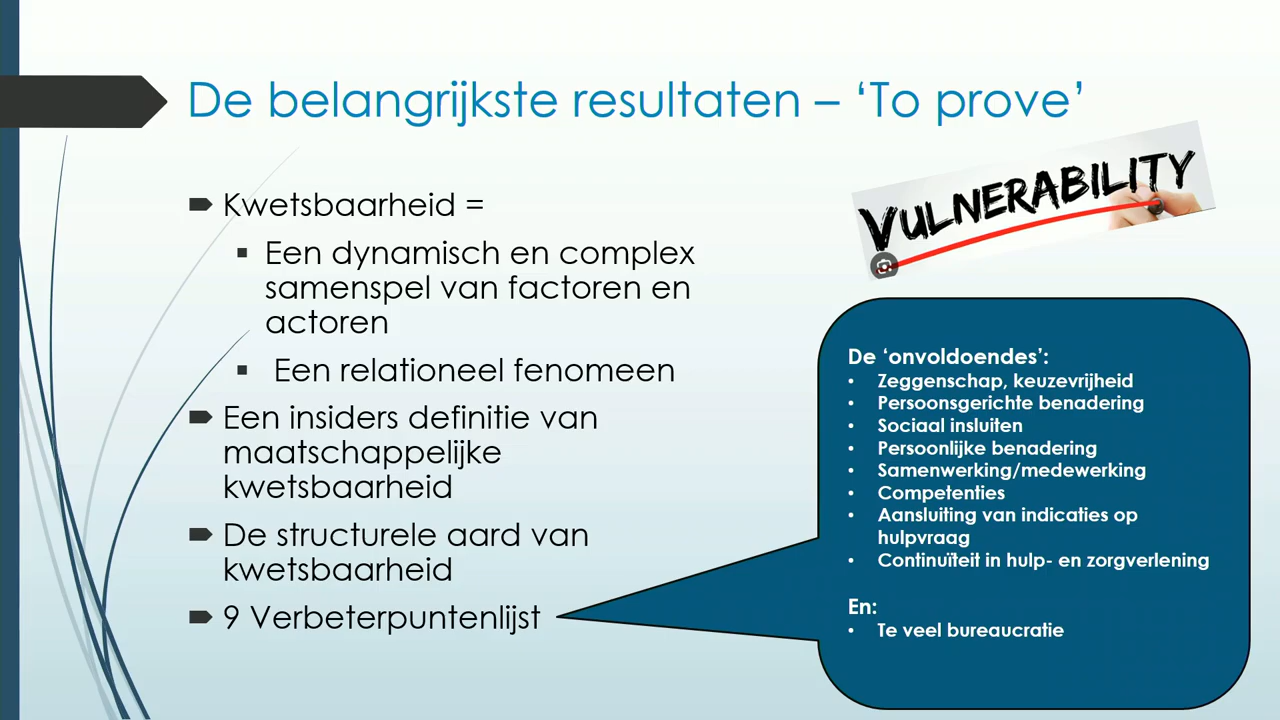 De belangrijkste resultaten – ‘To prove’
VULNERABILITY
Kwetsbaarheid =
Een dynamisch en complex
samenspel van factoren en
actoren
Een relationeel fenomeen
Een insiders definitie van
maatschappelijke
kwetsbaarheid
De structurele aard van
kwetsbaarheid
9 Verbeterpuntenlijst
De ‘onvoldoendes’:
• Zeggenschap, keuzevrijheid
• Persoonsgerichte benadering
• Sociaal insluiten
• Persoonlijke benadering
• Samenwerking/medewerking
• Competenties
• Aansluiting van indicaties op
hulpvraag
• Continuïteit in hulp- en zorgverlening
En:
• Te veel bureaucratie